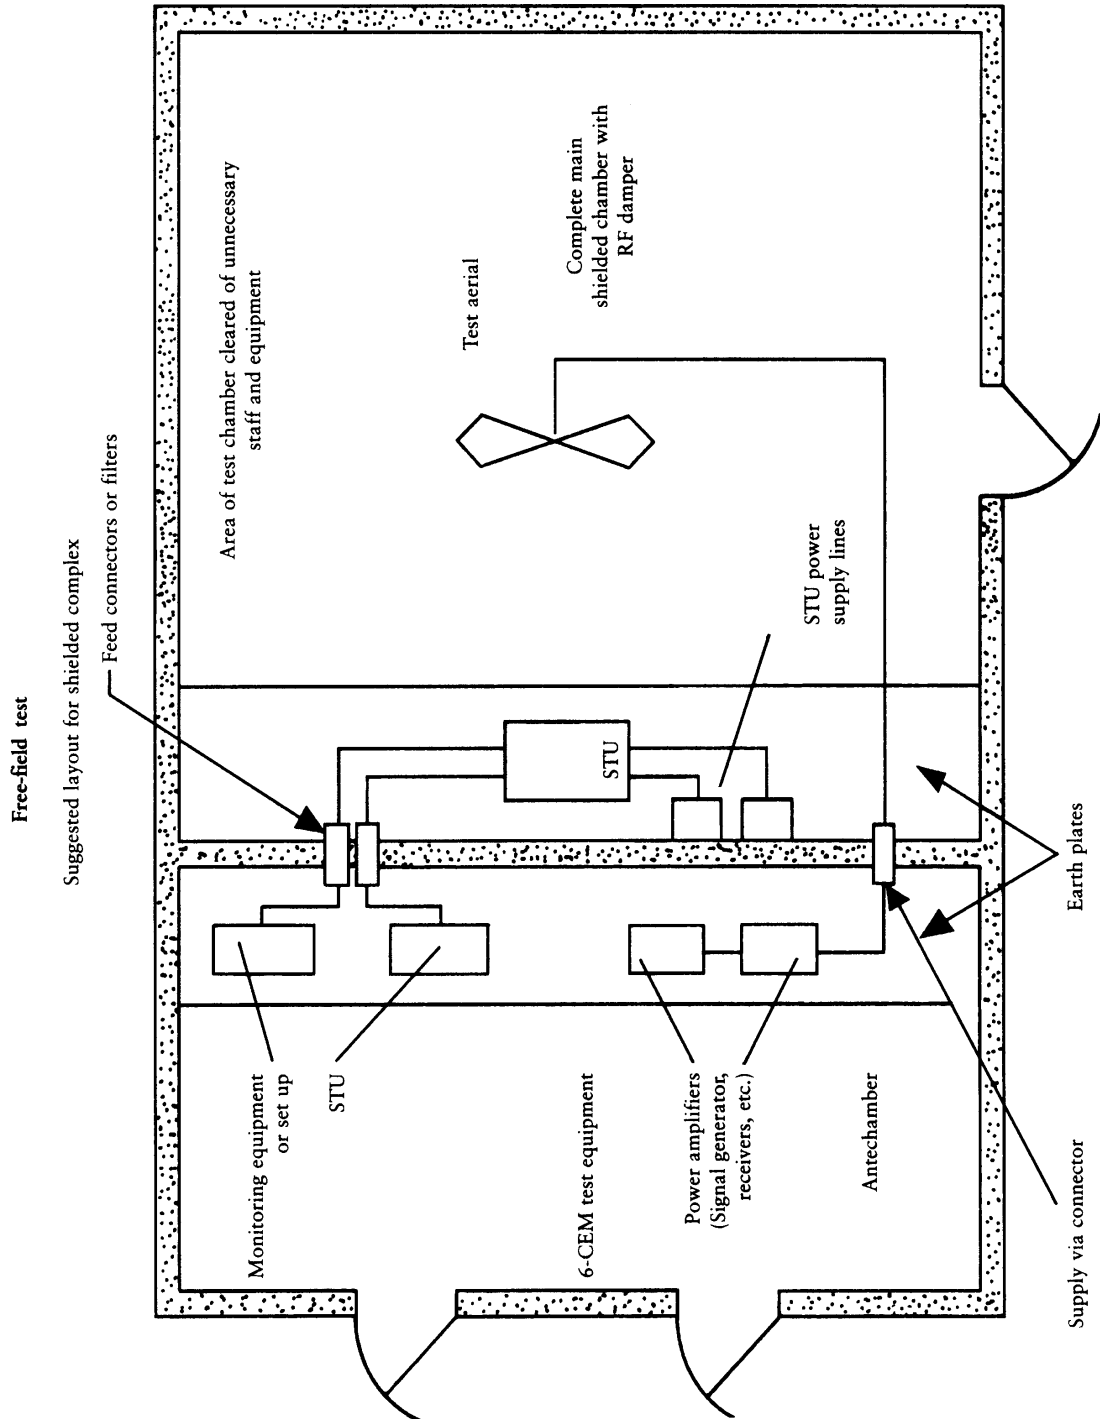 Free-field test
Suggested layout for shielded complex
Feed connectors or filters
Area of test chamber cleared of unnecessary
staff and equipment
Test aerial
Complete main
shielded chamber with
RF damper
STU power
supply lines
STU
Monitoring equipment
or set up
STU
6-CEM test equipment
Power amplifiers
(Signal generator,
receivers, etc.)
Antechamber
Earth plates
Supply via connector